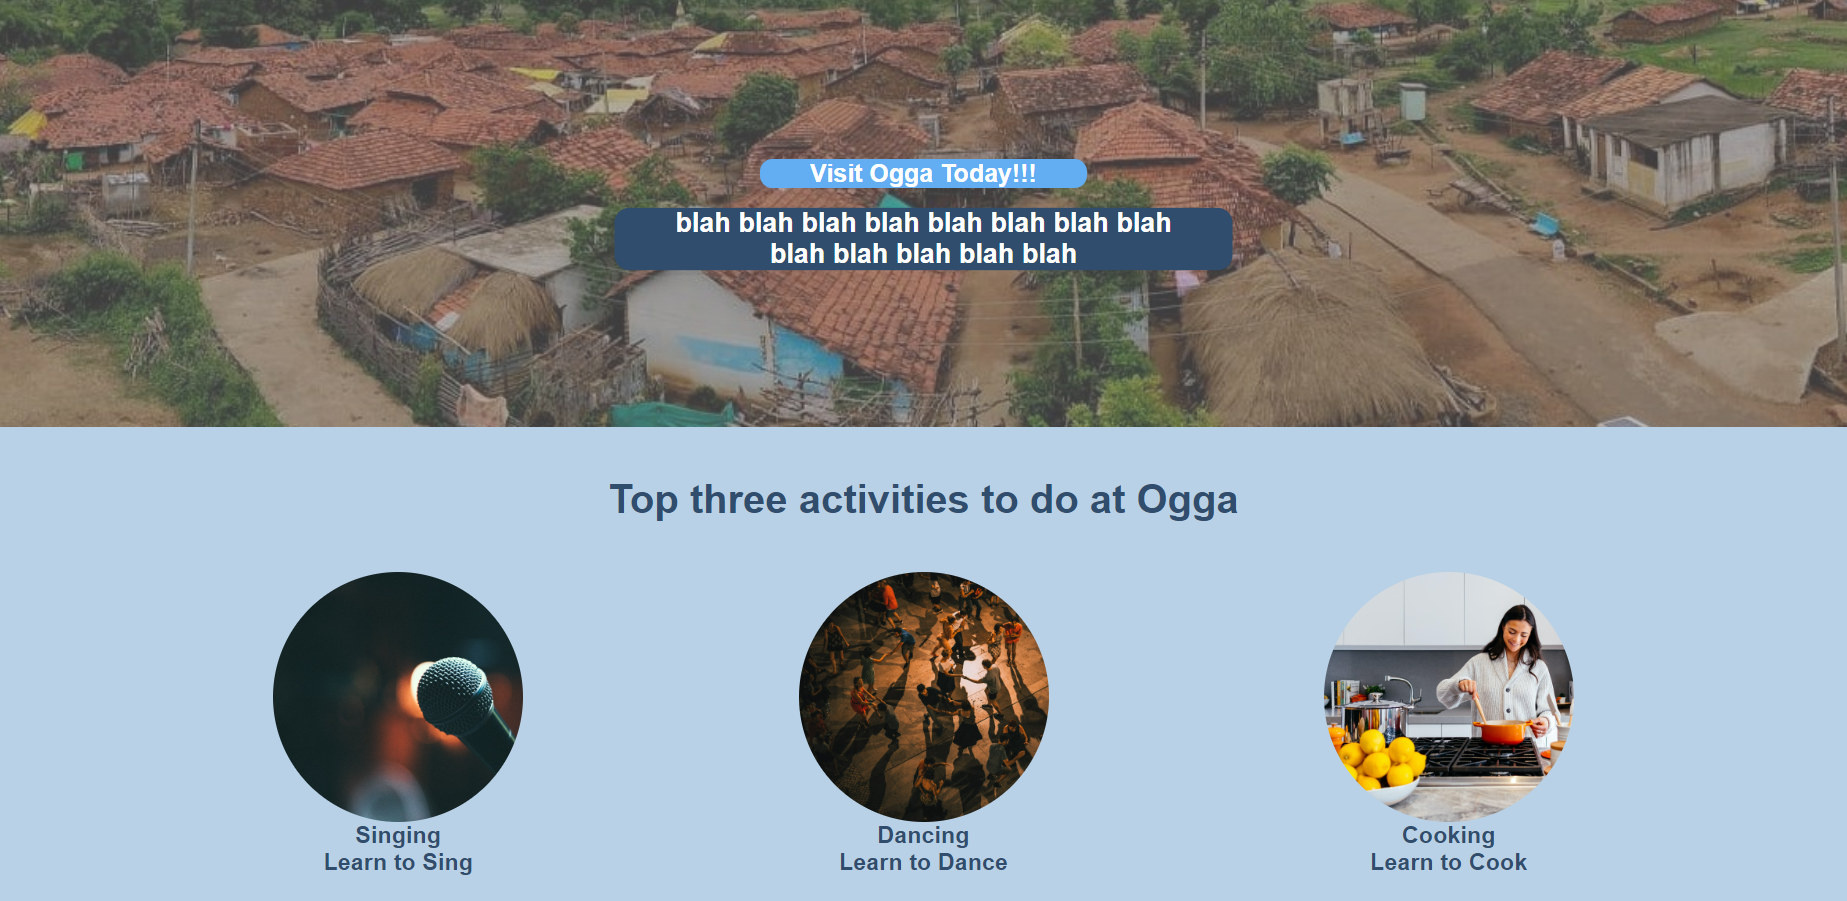 Visit Ogga Today!!!
blah blah blah blah blah blah blah blah
blah blah blah blah blah
Top three activities to do at Ogga
Singing
Learn to Sing
Dancing
Learn to Dance
Cooking
Learn to Cook